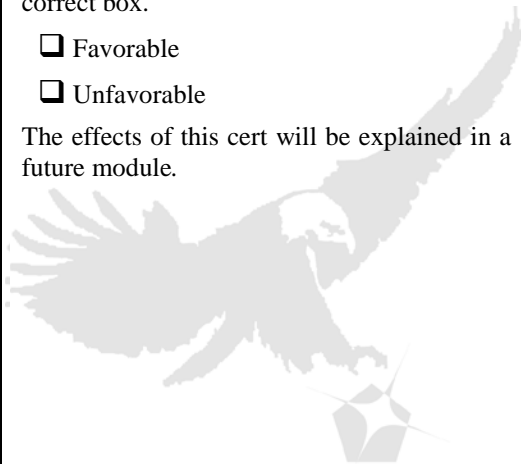 correct box.
❑ Favorable
❑ Unfavorable
The effects of this cert will be explained in a
future module.